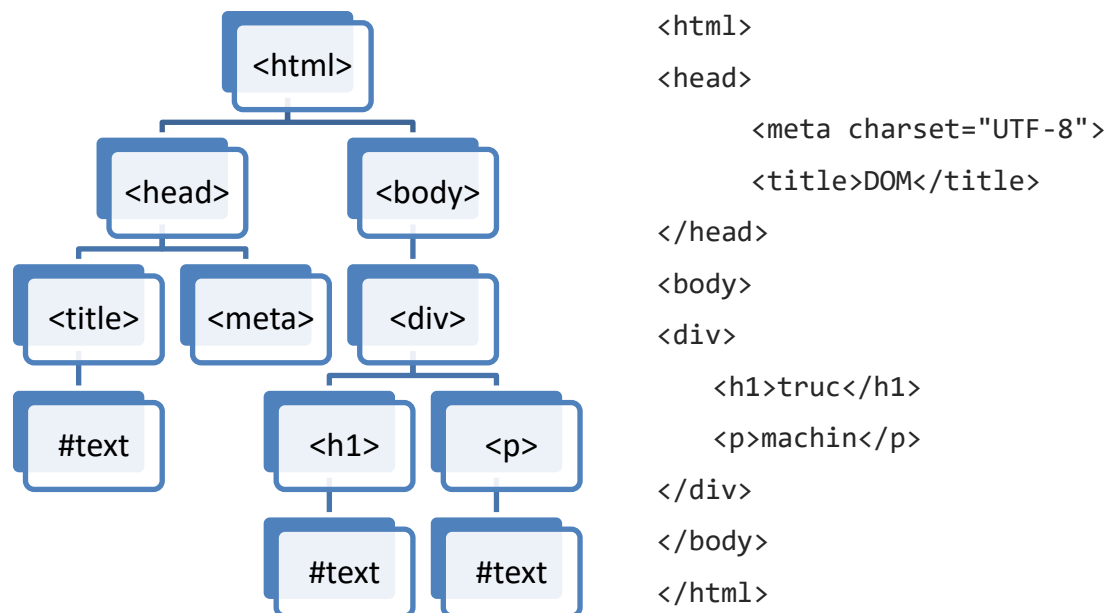 <html>
<head> <body>
<title> <meta> <div>
#text <h1> <p>
#text #text
<html>
<head>
<meta charset="UTF-8">
<title>DOM</title>
</head>
<body>
<div>
<h1>truc</h1>
<p>machin</p>
</div>
</body>
</html>